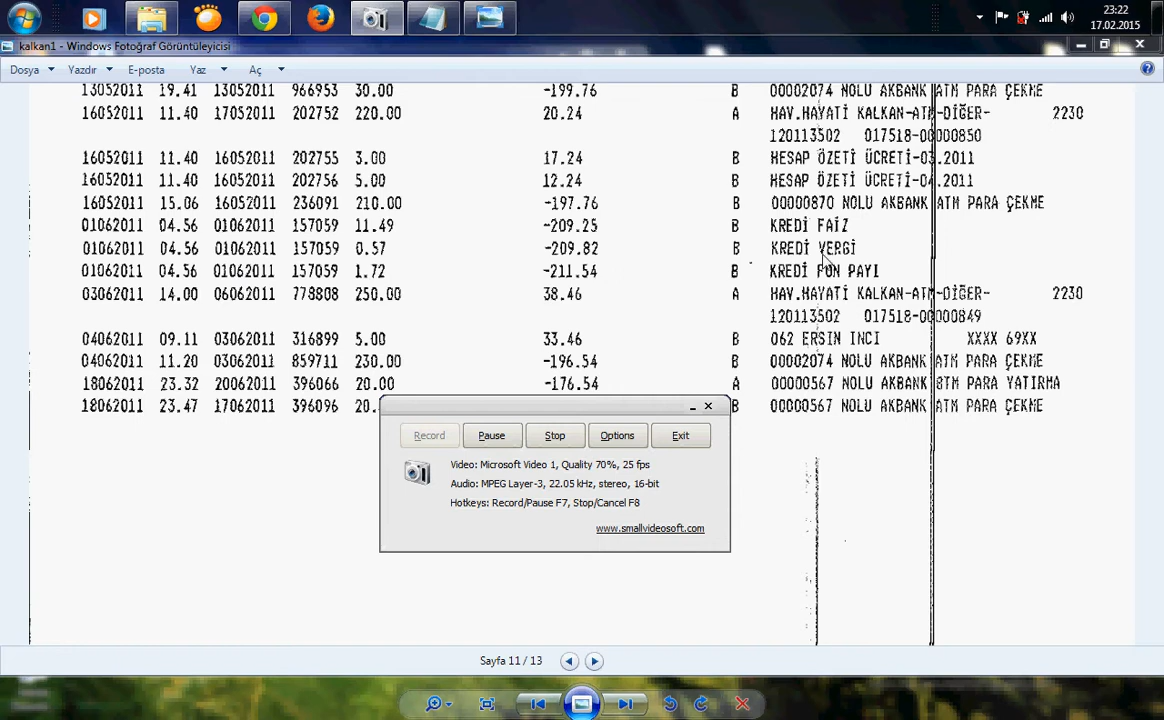 23:22
17.02.2015
kalkan1 - Windows Fotoğraf Görüntüleyicisi
Dosya Yazdır E-posta Yaz Aç
13052011 19.41 13052011 966953 30.00 -199.76 B 00002074 NOLU AKBANK ATM PARA ÇEKME
16052011 11.40 17052011 202752 220.00 20.24 A HAV.HAYATİ KALKAN-ATM-DİĞER- 2230
120113502 017518-00000850
16052011 11.40 16052011 202755 3.00 17.24 B HESAP ÖZETİ ÜCRETİ-03.2011
16052011 11.40 16052011 202756 5.00 12.24 B HESAP ÖZETİ ÜCRETİ-04.2011
16052011 15.06 16052011 236091 210.00 -197.76 B 00000870 NOLU AKBANK ATM PARA ÇEKME
01062011 04.56 01062011 157059 11.49 -209.25 B KREDİ FAİZ
01062011 04.56 01062011 157059 0.57 -209.82 B KREDİ VERGİ
01062011 04.56 01062011 157059 1.72 -211.54 B KREDİ FON PAYI
03062011 14.00 06062011 778808 250.00 38.46 A HAV.HAYATİ KALKAN-ATM-DİĞER- 2230
120113502 017518-00000849
04062011 09.11 03062011 316899 5.00 33.46 B 062 ERSIN INCI XXXX 69XX
04062011 11.20 03062011 859711 230.00 -196.54 B 00002074 NOLU AKBANK ATM PARA ÇEKME
18062011 23.32 20062011 396066 20.00 -176.54 A 00000567 NOLU AKBANK BTM PARA YATIRMA
18062011 23.47 17062011 396096 20. B 00000567 NOLU AKBANK ATM PARA ÇEKME
Record Pause Stop Options Exit
Video: Microsoft Video 1, Quality 70%, 25 fps
Audio: MPEG Layer-3, 22.05 kHz, stereo, 16-bit
Hotkeys: Record/Pause F7, Stop/Cancel F8
www.smallvideosoft.com
Sayfa 11 / 13